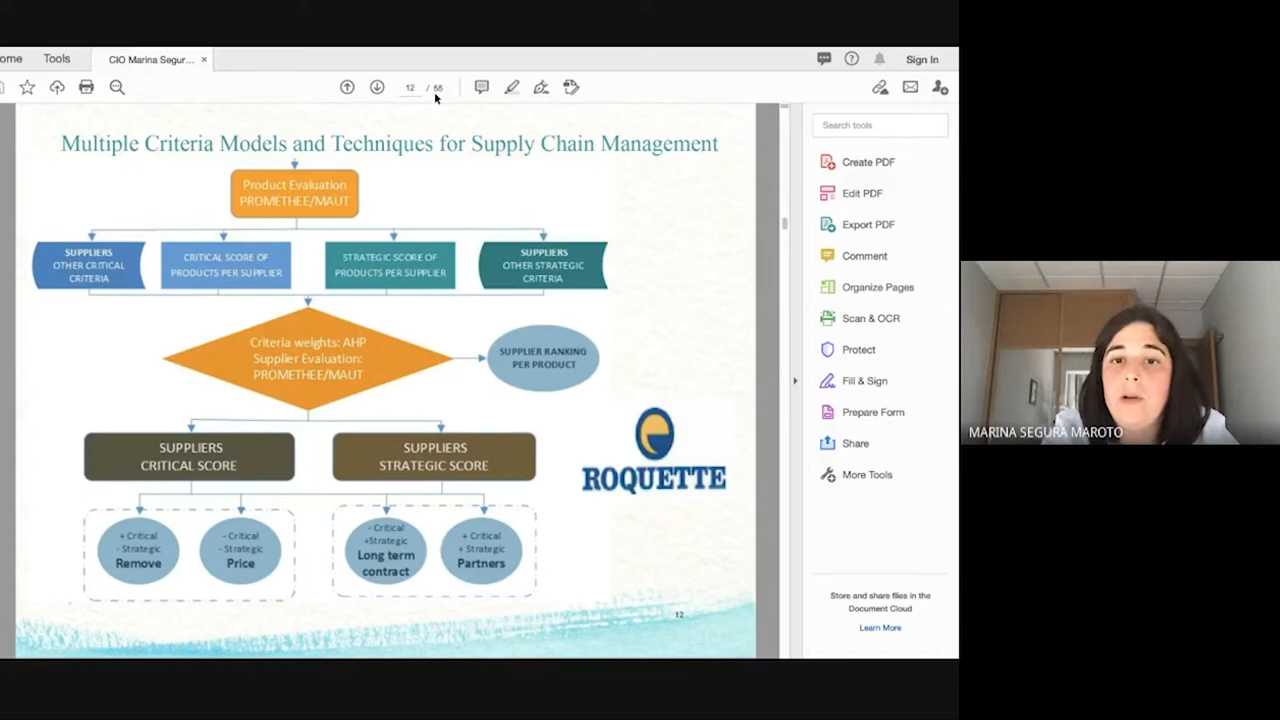 ome
Tools
CIO Marina Segur...
×
Sign In
12 / 55
Multiple Criteria Models and Techniques for Supply Chain Management
Product Evaluation
PROMETHEE/MAUT
SUPPLIERS
OTHER CRITICAL
CRITERIA
CRITICAL SCORE OF
PRODUCTS PER SUPPLIER
STRATEGIC SCORE OF
PRODUCTS PER SUPPLIER
SUPPLIERS
OTHER STRATEGIC
CRITERIA
Criteria weights: AHP
Supplier Evaluation:
PROMETHEE/MAUT
SUPPLIER RANKING
PER PRODUCT
SUPPLIERS
CRITICAL SCORE
SUPPLIERS
STRATEGIC SCORE
+ Critical
- Strategic
Remove
- Critical
- Strategic
Price
- Critical
+Strategic
Long term
contract
+ Critical
+ Strategic
Partners
ROQUETTE
12
Search tools
Create PDF
Edit PDF
Export PDF
Comment
Organize Pages
Scan & OCR
Protect
Fill & Sign
Prepare Form
Share
More Tools
Store and share files in the
Document Cloud
Learn More
MARINA SEGURA MAROTO